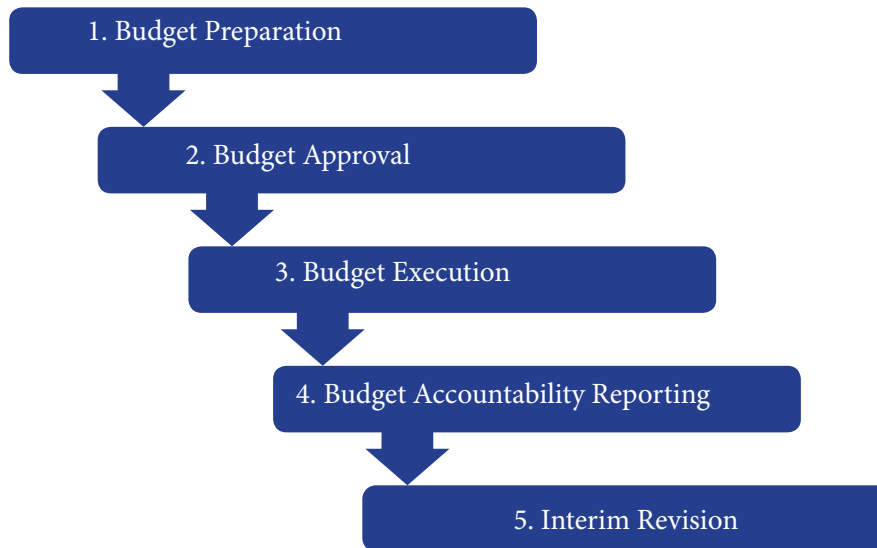 1. Budget Preparation
2. Budget Approval
3. Budget Execution
4. Budget Accountability Reporting
5. Interim Revision